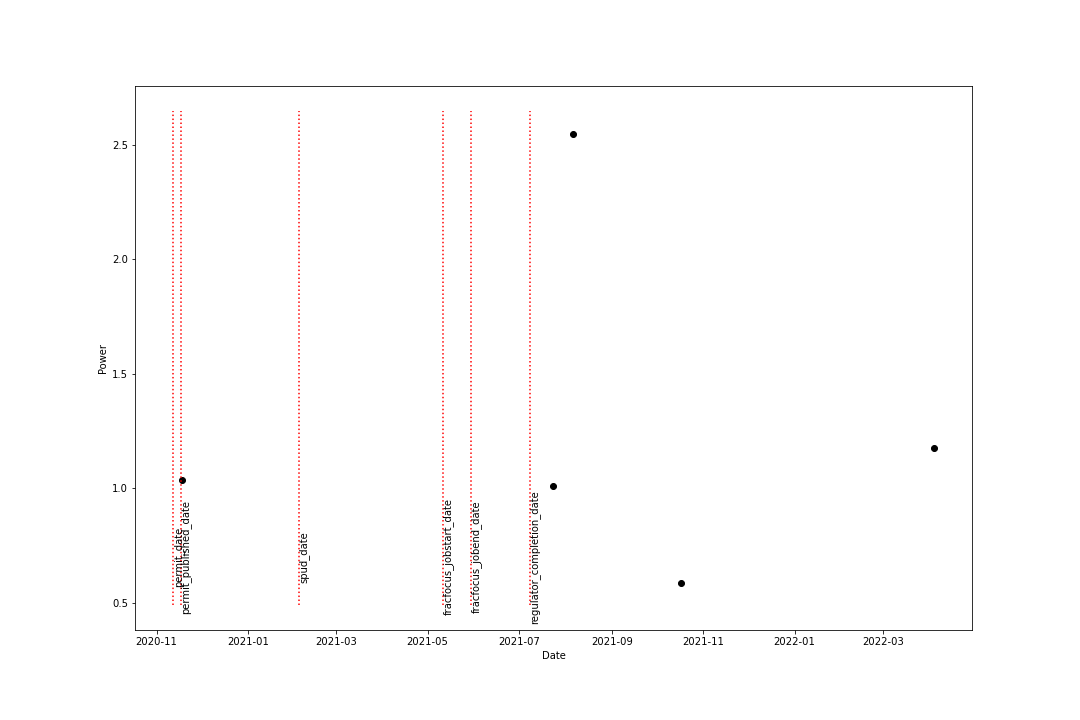 2.5
2.0
1.5
1.0
0.5
Power
permit_date
permit_published_date
spud_date
fracfocus_jobstart_date
fracfocus_jobend_date
regulator_completion_date
2020-11
2021-01
2021-03
2021-05
2021-07
2021-09
2021-11
2022-01
2022-03
Date